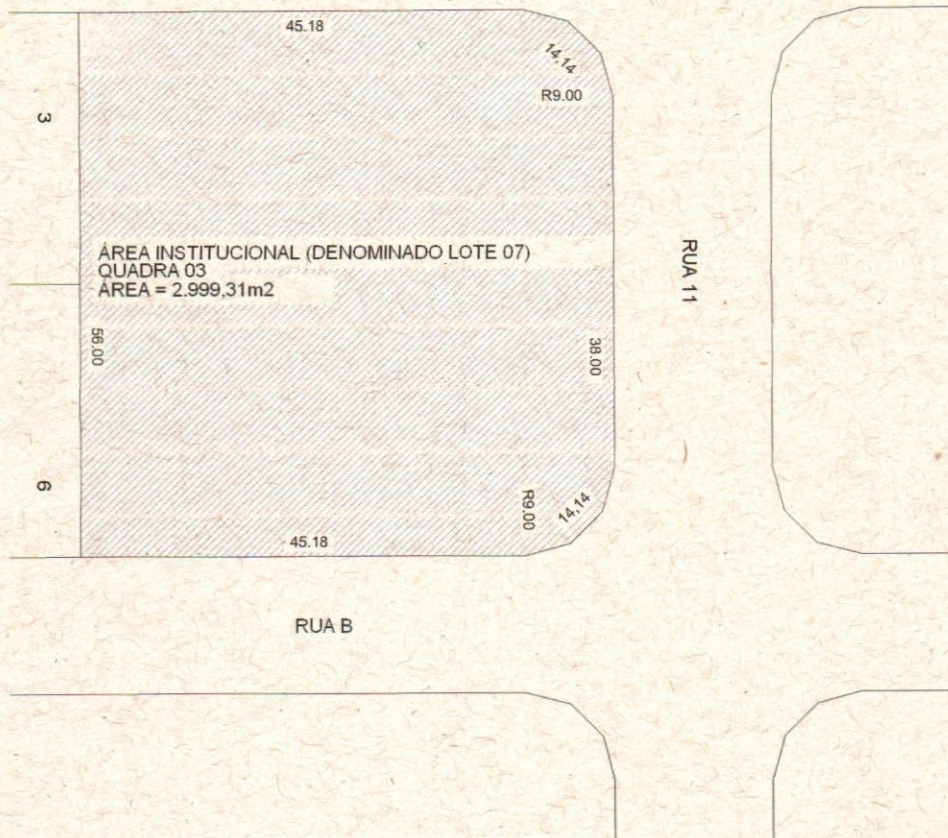 45.18
14,14
R9.00
3
ÁREA INSTITUCIONAL (DENOMINADO LOTE 07)
QUADRA 03
ÁREA = 2.999,31m2
RUA 11
56.00
38.00
6
R9.00
14,14
45.18
RUA B